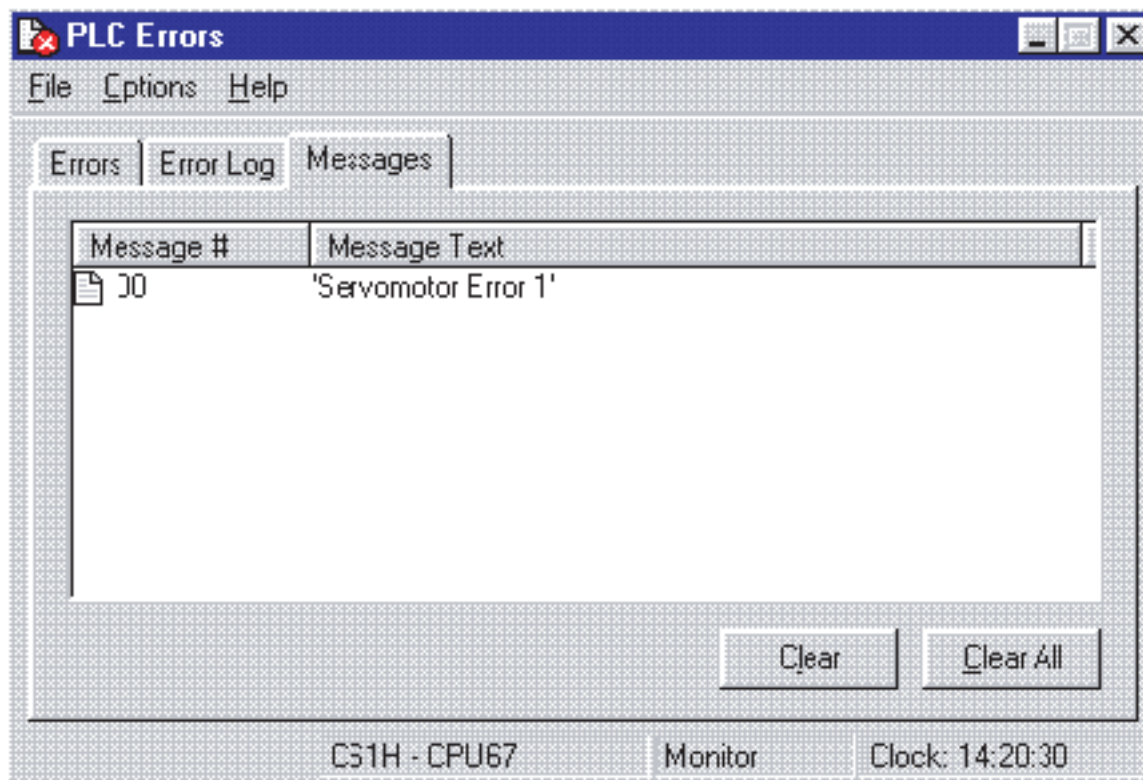 PLC Errors
File Options Help
Errors Error Log Messages
Message # Message Text
00 'Servomotor Error 1'
Clear Clear All
CS1H - CPU67 Monitor Clock: 14:20:30